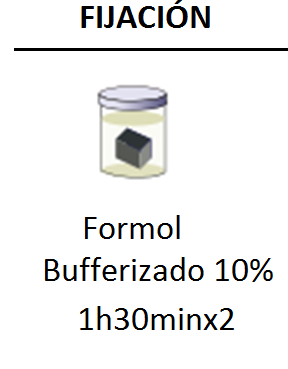 FIJACIÓN
Formol
Bufferizado 10%
1h30minx2